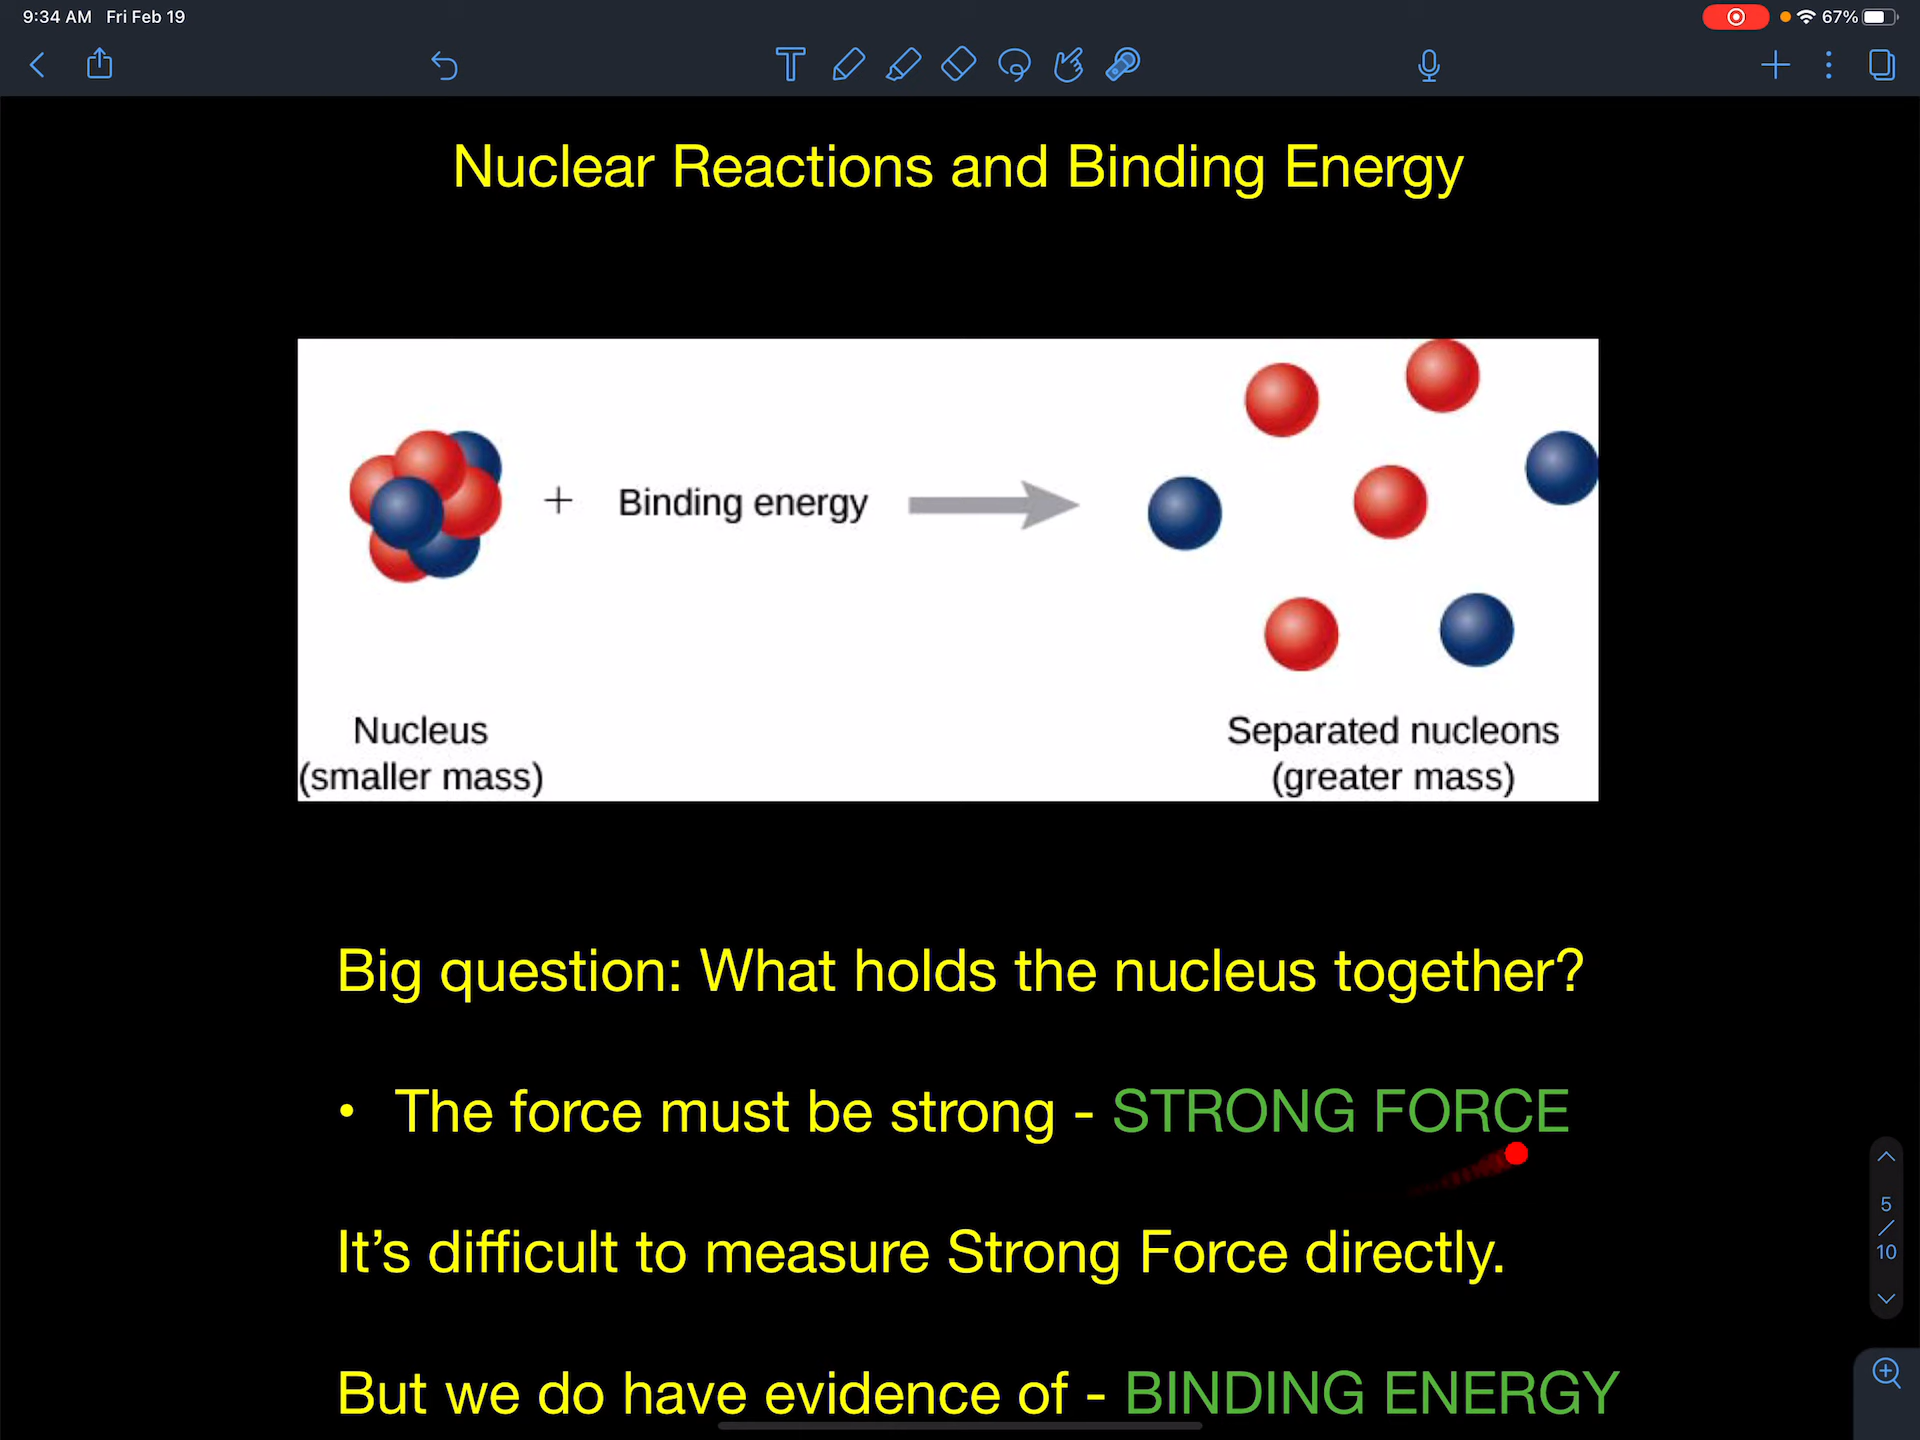 9:34 AM Fri Feb 19
67%
Nuclear Reactions and Binding Energy
+ Binding energy
Nucleus
(smaller mass)
Separated nucleons
(greater mass)
Big question: What holds the nucleus together?
• The force must be strong - STRONG FORCE
It’s difficult to measure Strong Force directly.
But we do have evidence of - BINDING ENERGY
5
/
10